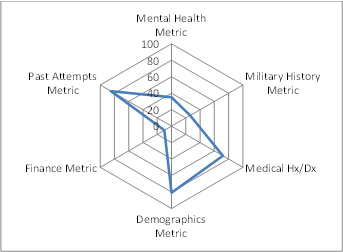 Mental Health
Metric
100
80
60
40
20
0
Past Attempts
Metric
Military History
Metric
Finance Metric
Medical Hx/Dx
Demographics
Metric